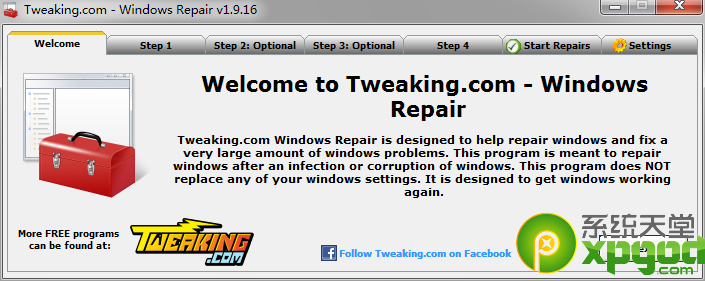 Tweaking.com - Windows Repair v1.9.16
Welcome
Step 1
Step 2: Optional
Step 3: Optional
Step 4
Start Repairs
Settings
Welcome to Tweaking.com - Windows
Repair
Tweaking.com Windows Repair is designed to help repair windows and fix a
very large amount of windows problems. This program is meant to repair
windows after an infection or corruption of windows. This program does NOT
replace any of your windows settings. It is designed to get windows working
again.
More FREE programs
can be found at:
TWEAKING
.COM
Follow Tweaking.com on Facebook
系统天堂
xpgod